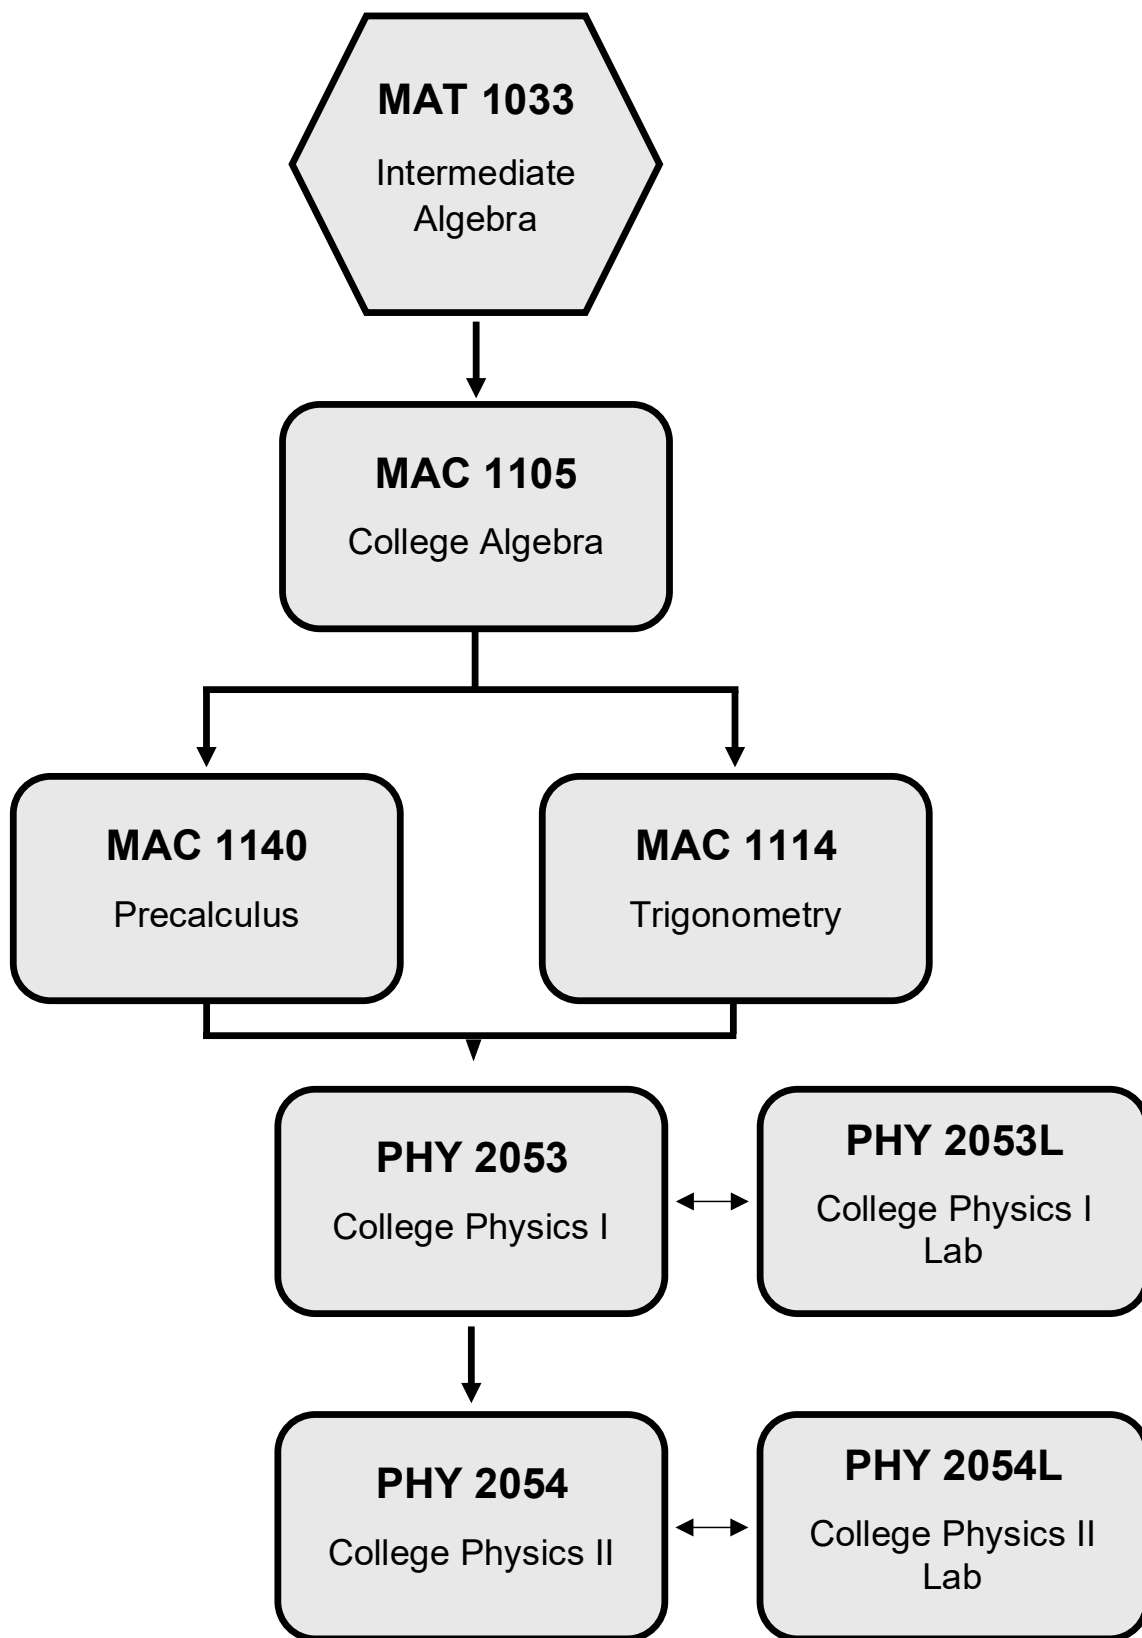 MAT 1033
Intermediate
Algebra
MAC 1105
College Algebra
MAC 1140
Precalculus
MAC 1114
Trigonometry
PHY 2053
College Physics I
PHY 2053L
College Physics I
Lab
PHY 2054
College Physics II
PHY 2054L
College Physics II
Lab